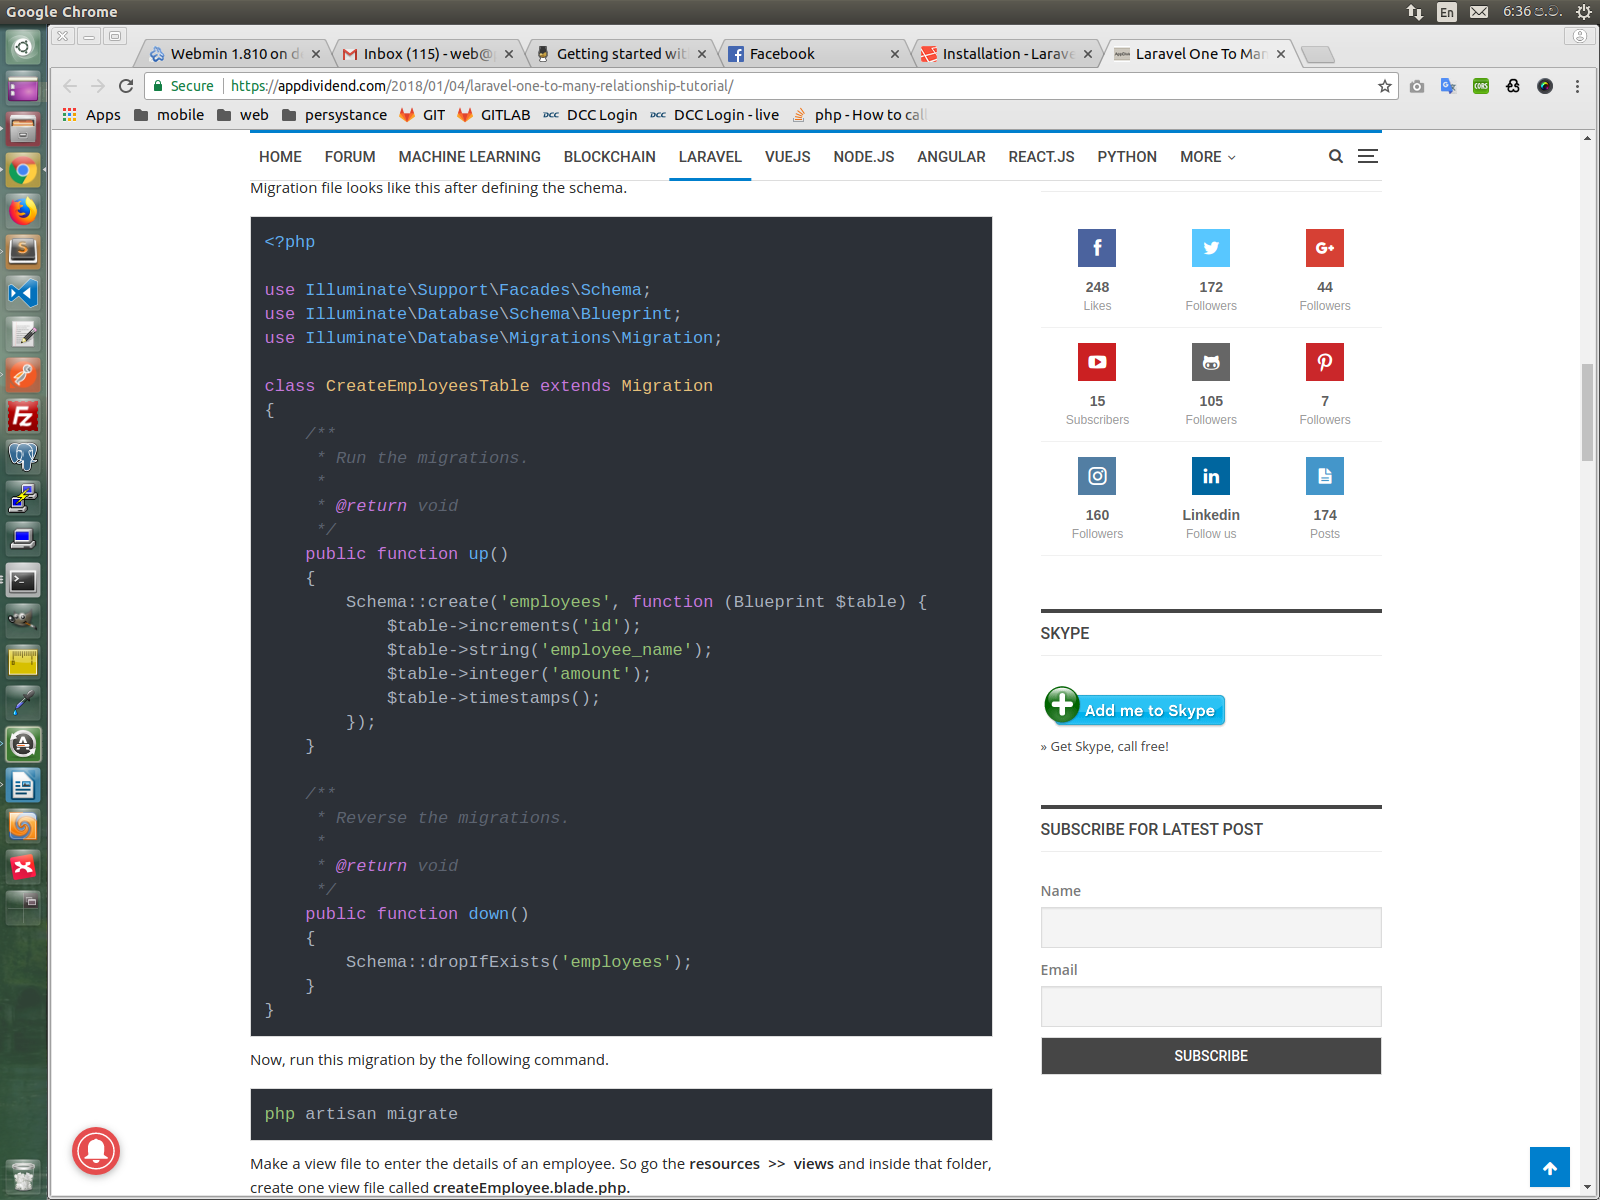 Google Chrome
En
6:36 ප.ව.
Webmin 1.810 on d
Inbox (115) - web@
Getting started wit
Facebook
Installation - Larave
Laravel One To Man
Secure
https://appdividend.com/2018/01/04/laravel-one-to-many-relationship-tutorial/
Apps
mobile
web
persystance
GIT
GITLAB
DCC Login
DCC Login - live
php - How to call
HOME
FORUM
MACHINE LEARNING
BLOCKCHAIN
LARAVEL
VUEJS
NODE.JS
ANGULAR
REACT.JS
PYTHON
MORE
Migration file looks like this after defining the schema.
<?php
use Illuminate\Support\Facades\Schema;
use Illuminate\Database\Schema\Blueprint;
use Illuminate\Database\Migrations\Migration;
class CreateEmployeesTable extends Migration
{
/**
* Run the migrations.
*
* @return void
*/
public function up()
{
Schema::create('employees', function (Blueprint $table) {
$table->increments('id');
$table->string('employee_name');
$table->integer('amount');
$table->timestamps();
});
}
/**
* Reverse the migrations.
*
* @return void
*/
public function down()
{
Schema::dropIfExists('employees');
}
}
Now, run this migration by the following command.
php artisan migrate
Make a view file to enter the details of an employee. So go the resources >> views and inside that folder,
create one view file called createEmployee.blade.php.
248
Likes
172
Followers
44
Followers
15
Subscribers
105
Followers
7
Followers
160
Followers
Linkedin
Follow us
174
Posts
SKYPE
Add me to Skype
» Get Skype, call free!
SUBSCRIBE FOR LATEST POST
Name
Email
SUBSCRIBE